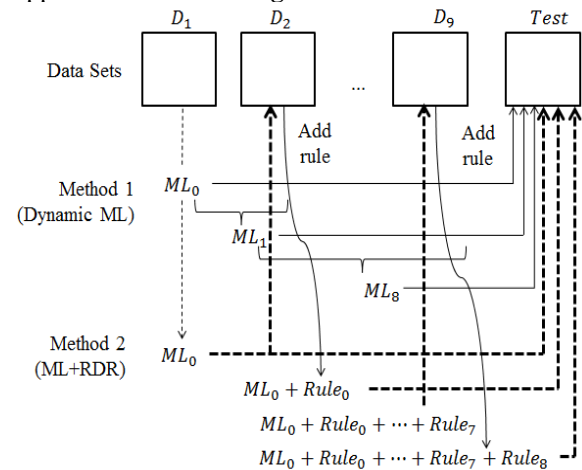 D₁ D₂ D₉ Test
Data Sets
...
Add rule
Add rule
Method 1 (Dynamic ML)
ML₀
ML₁
ML₈
Method 2 (ML+RDR)
ML₀
ML₀ + Rule₀
ML₀ + Rule₀ + ⋯ + Rule₇
ML₀ + Rule₀ + ⋯ + Rule₇ + Rule₈